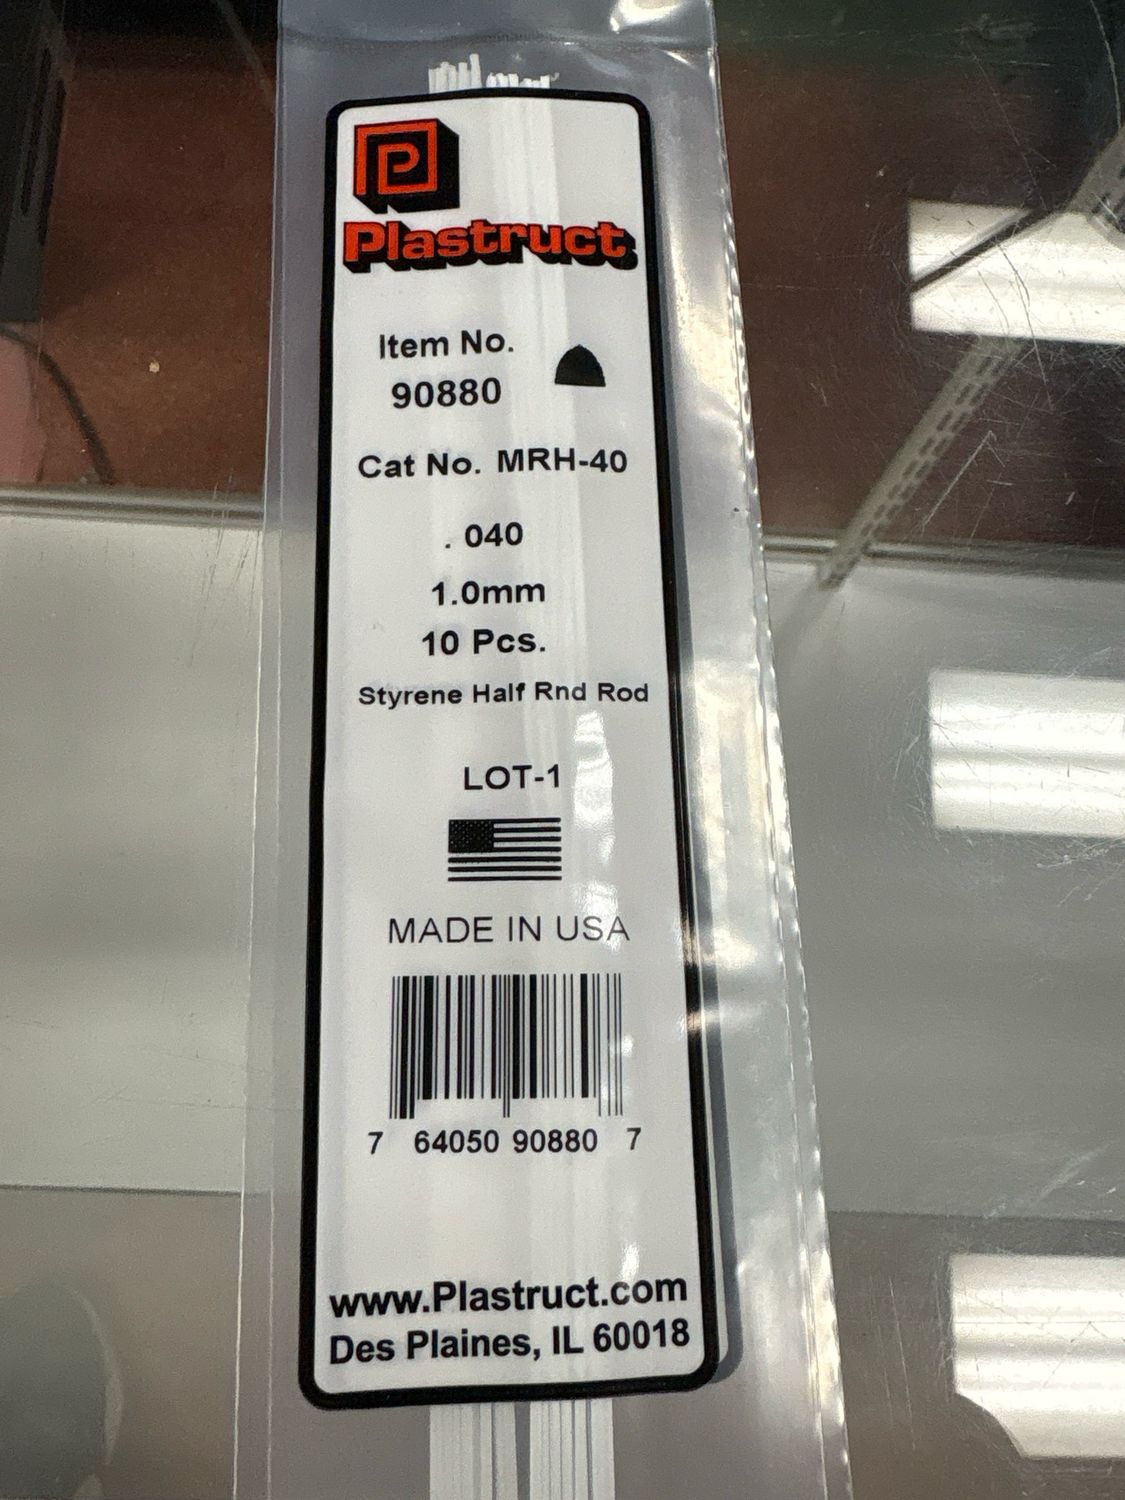 P
Plastruct
Item No.
90880
Cat No. MRH-40
. 040
1.0mm
10 Pcs.
Styrene Half Rnd Rod
LOT-1
MADE IN USA
7 64050 90880 7
www.Plastruct.com
Des Plaines, IL 60018